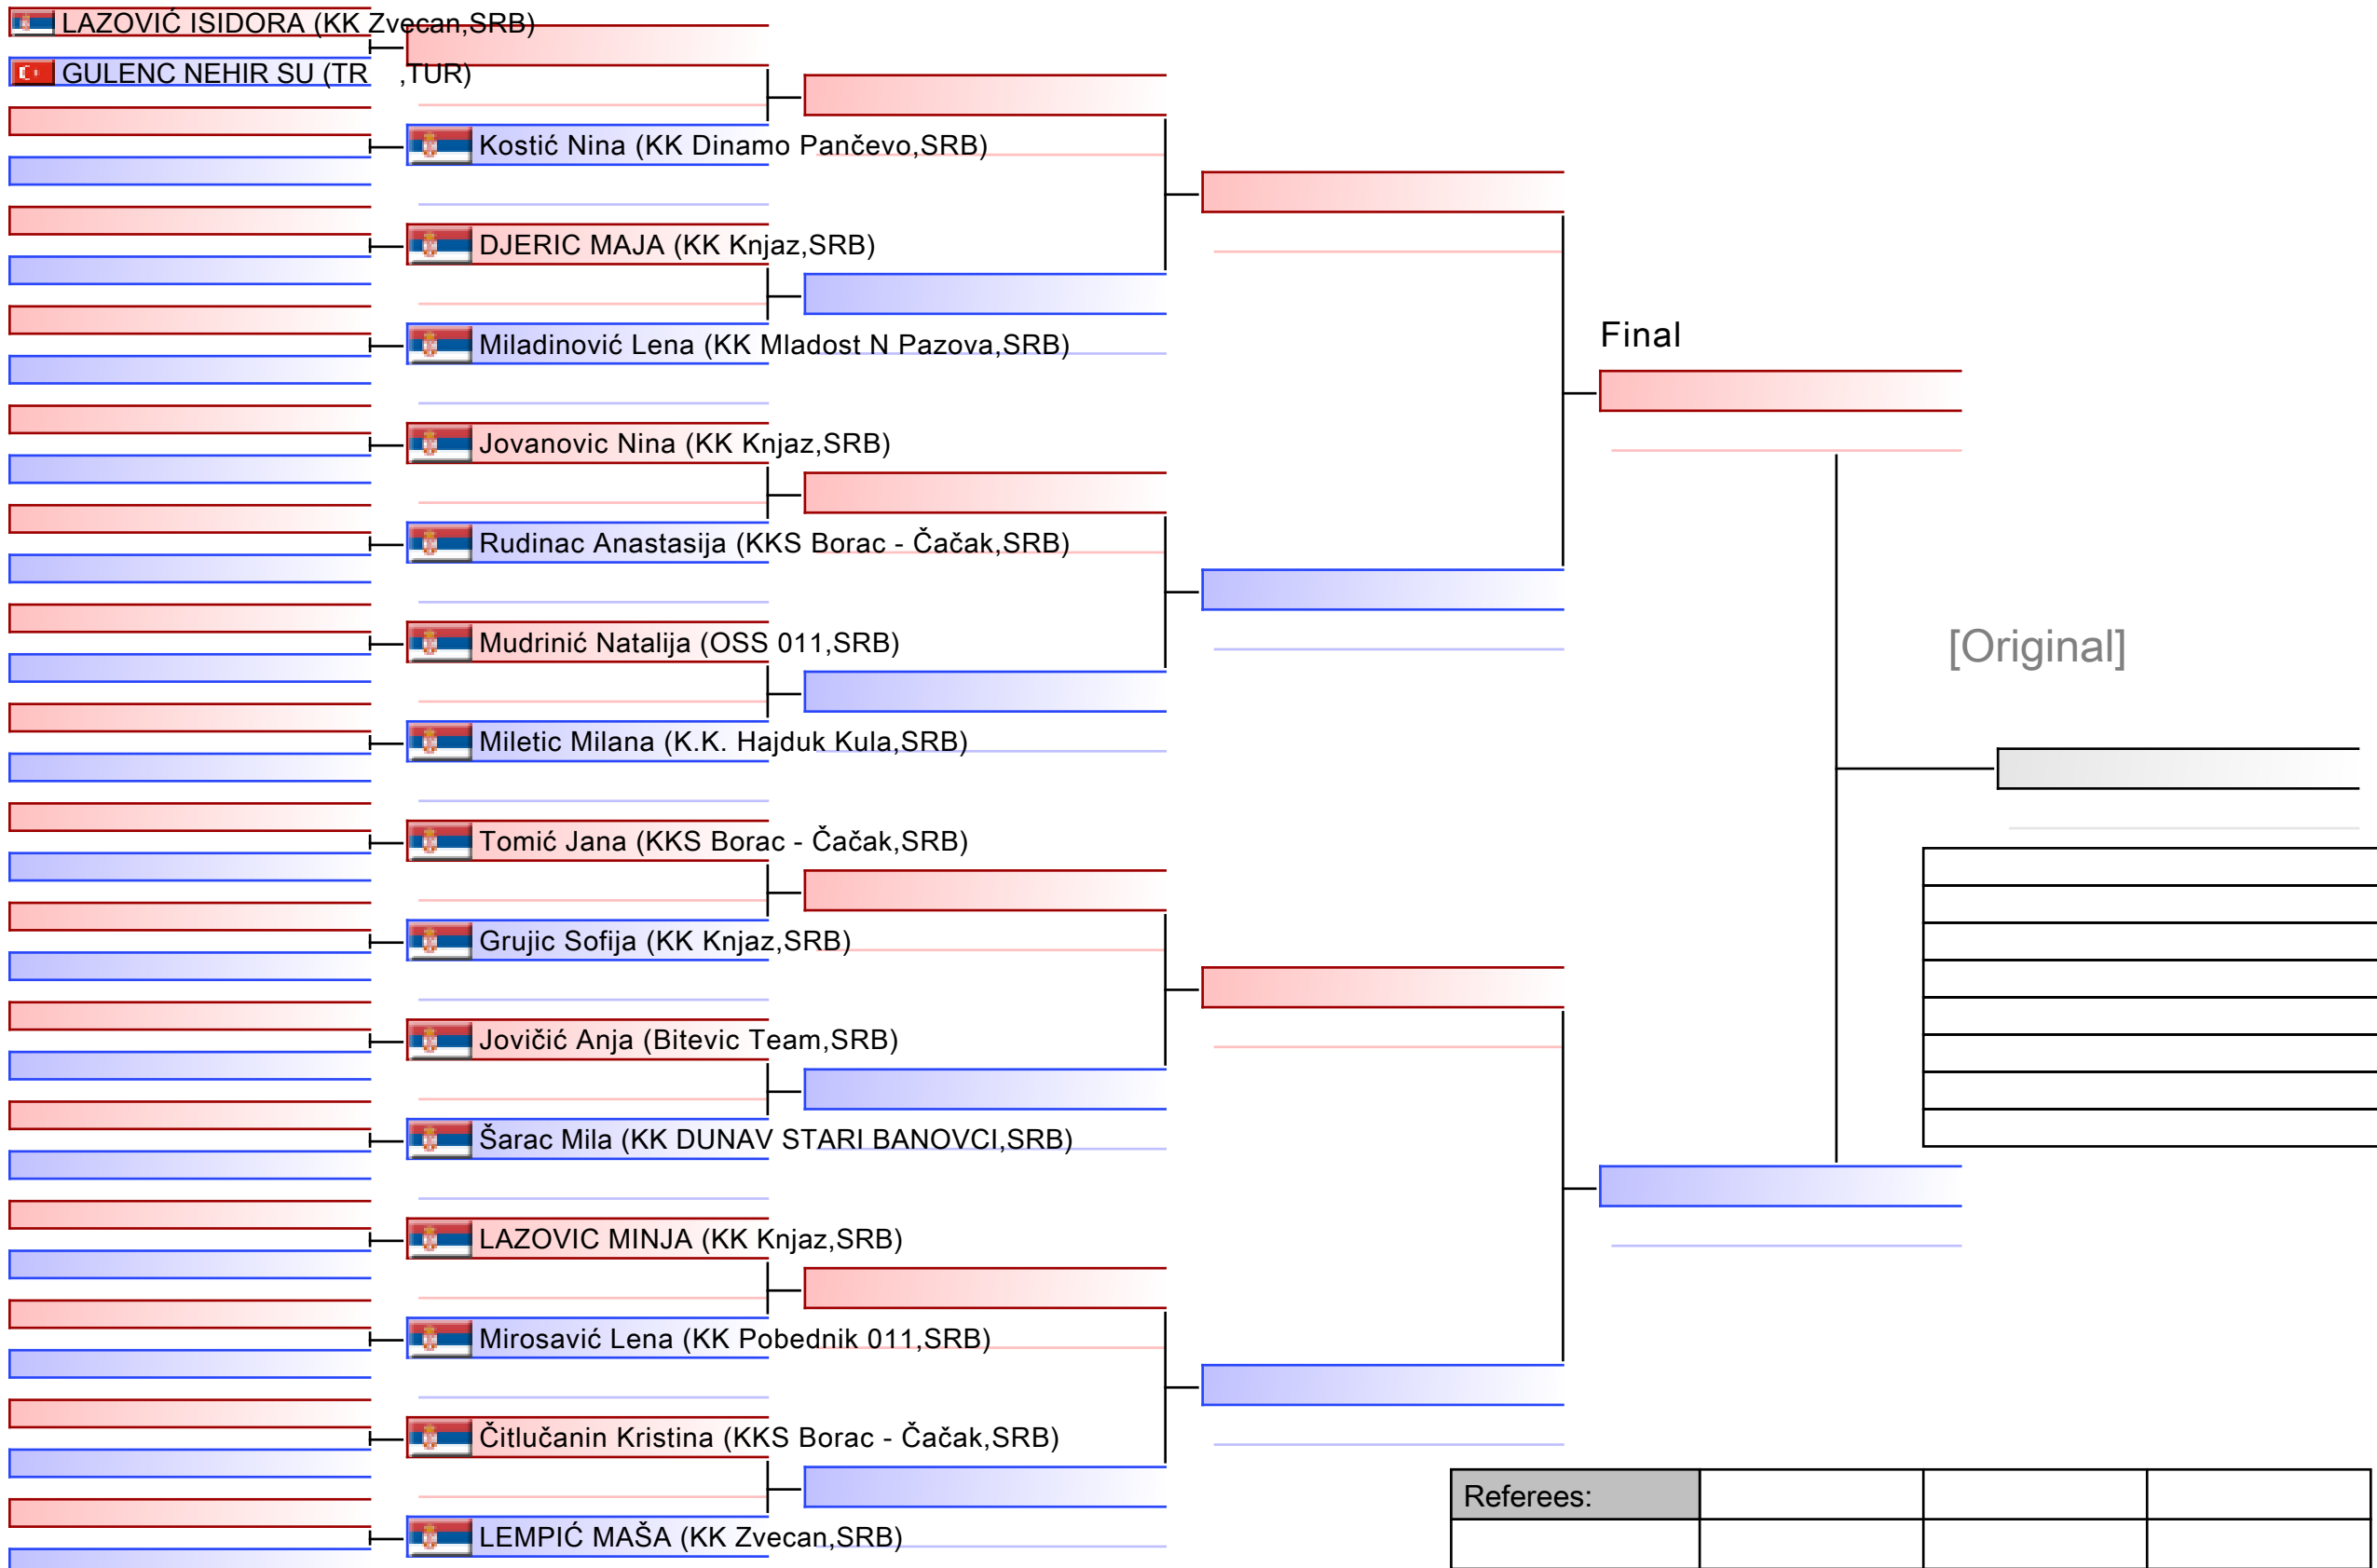 LAZOVIĆ ISIDORA (KK Zvecan,SRB)
GULENC NEHIR SU (TR ,TUR)
Kostić Nina (KK Dinamo Pančevo,SRB)
DJERIC MAJA (KK Knjaz,SRB)
Miladinović Lena (KK Mladost N Pazova,SRB)
Final
Jovanovic Nina (KK Knjaz,SRB)
Rudinac Anastasija (KKS Borac - Čačak,SRB)
Mudrinić Natalija (OSS 011,SRB)
[Original]
Miletic Milana (K.K. Hajduk Kula,SRB)
Tomić Jana (KKS Borac - Čačak,SRB)
Grujic Sofija (KK Knjaz,SRB)
Jovičić Anja (Bitevic Team,SRB)
Šarac Mila (KK DUNAV STARI BANOVCI,SRB)
LAZOVIC MINJA (KK Knjaz,SRB)
Mirosavić Lena (KK Pobednik 011,SRB)
Čitlučanin Kristina (KKS Borac - Čačak,SRB)
Referees:
LEMPIĆ MAŠA (KK Zvecan,SRB)